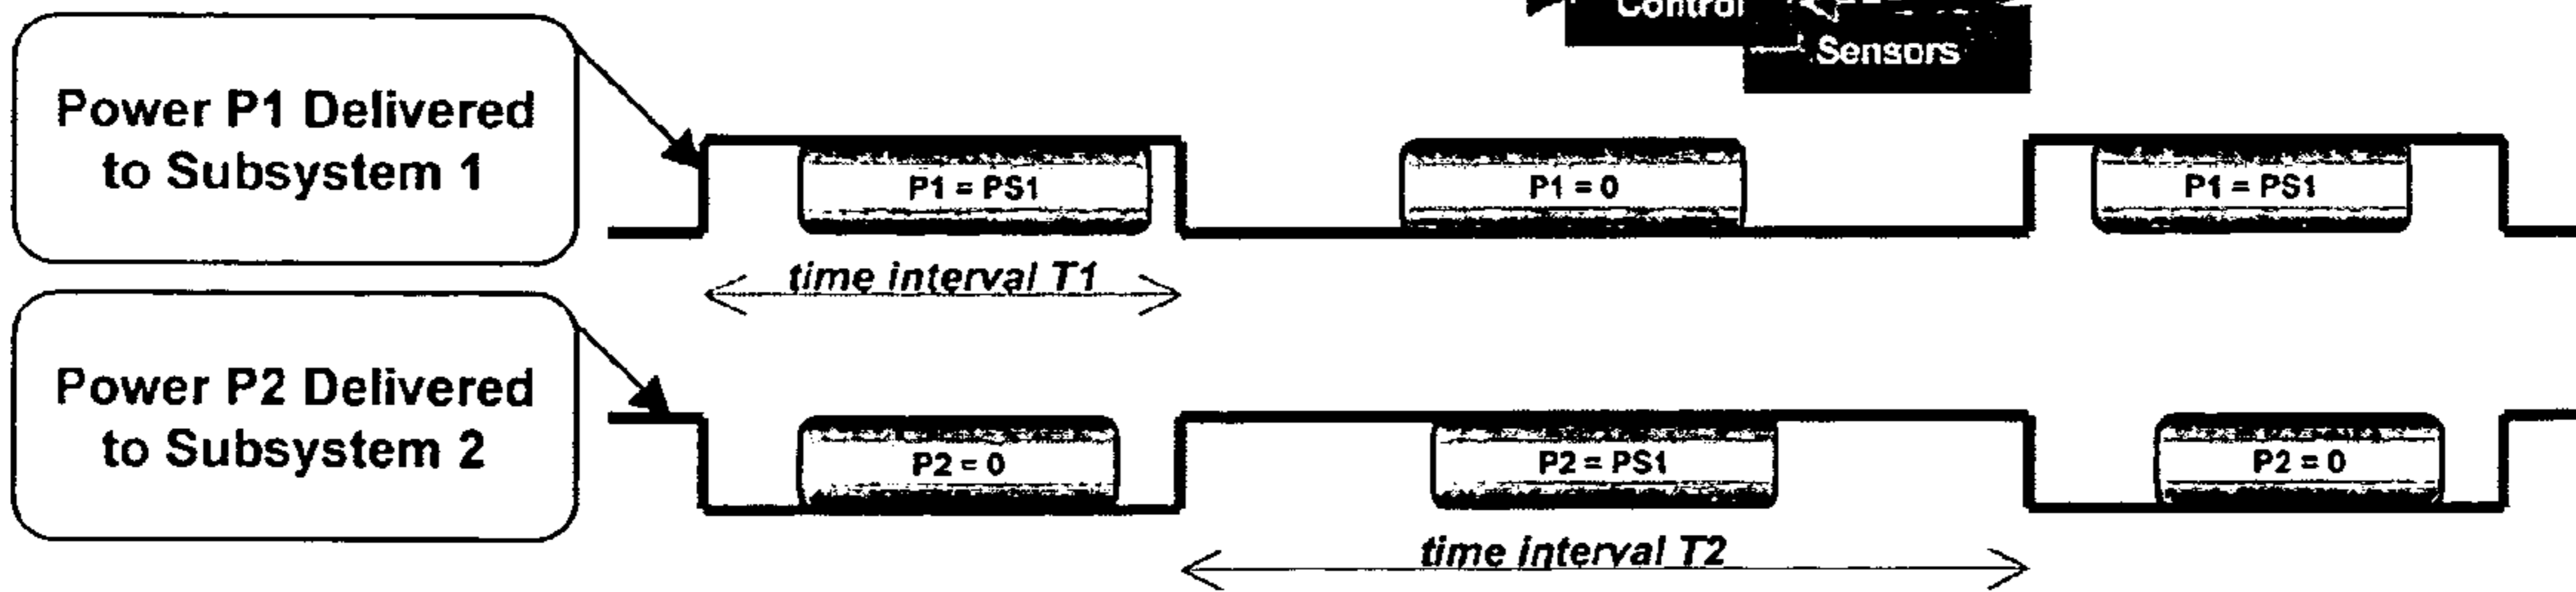 Control
Sensors
Power P1 Delivered
to Subsystem 1
P1 = PS1
P1 = 0
P1 = PS1
time interval T1
Power P2 Delivered
to Subsystem 2
P2 = 0
P2 = PS1
P2 = 0
time interval T2